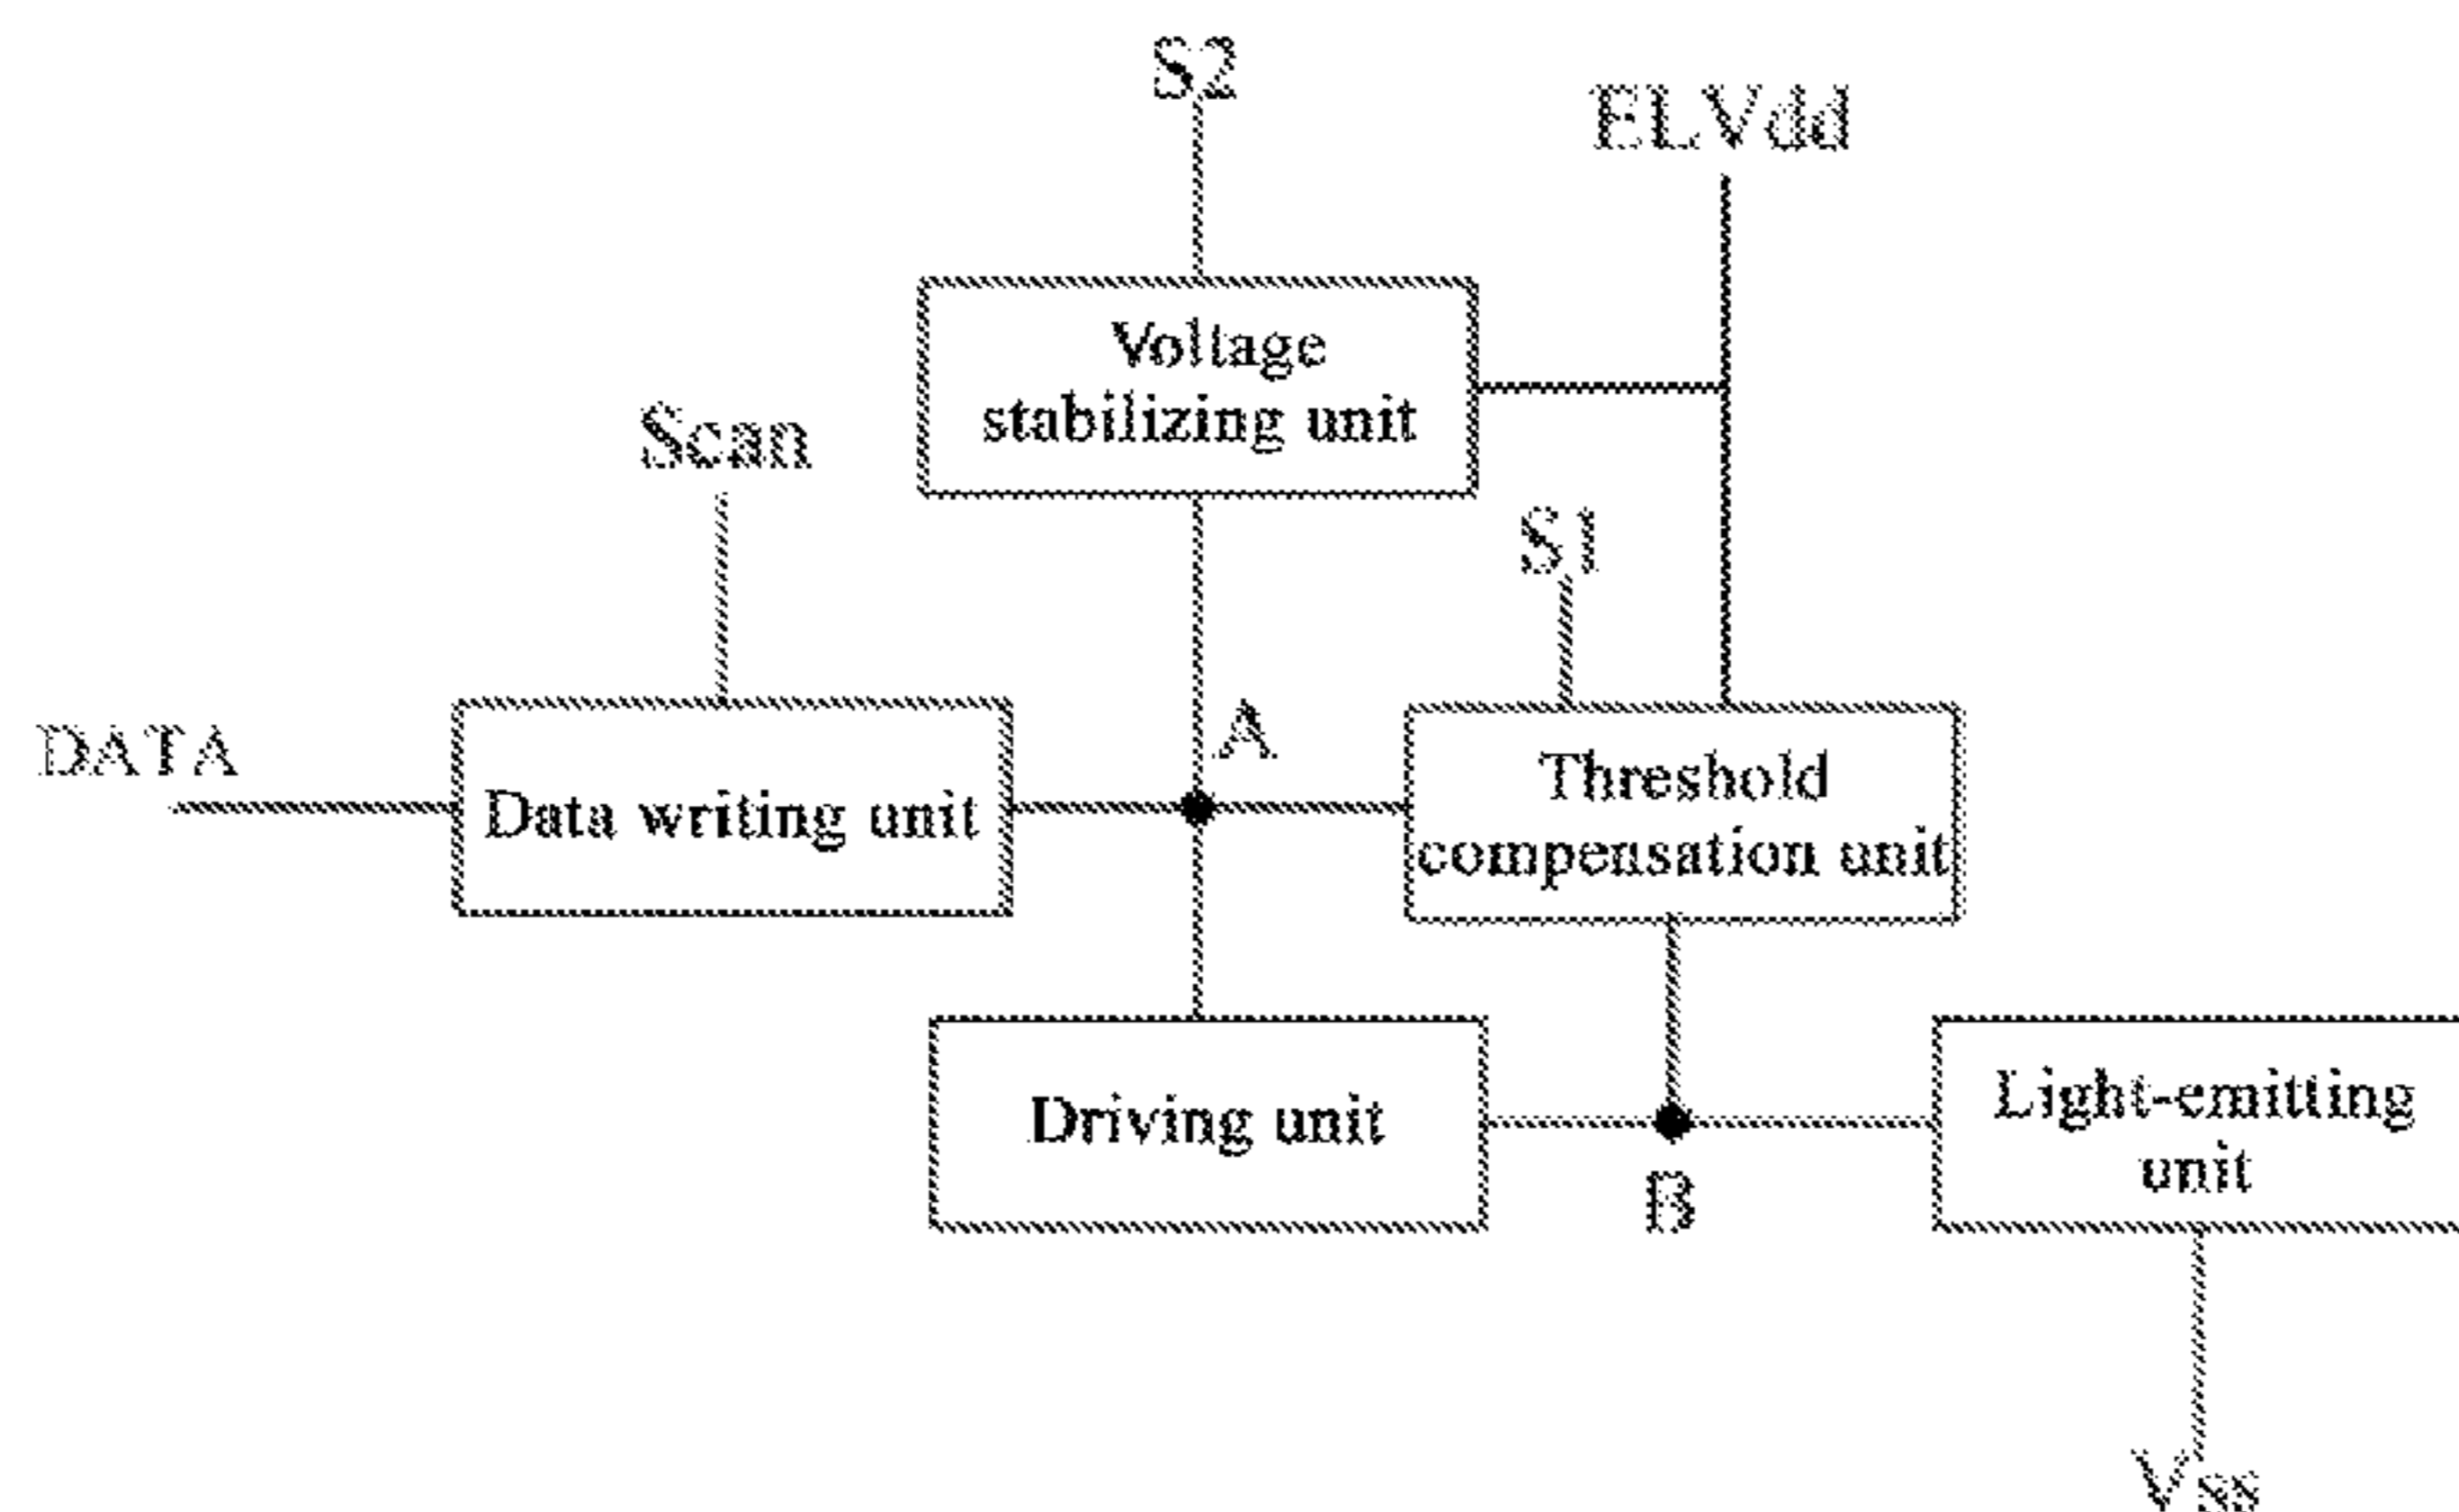 S2
ELVdd
Voltage
stabilizing unit
Scan
S1
DATA
Data writing unit
A
Threshold
compensation unit
Driving unit
B
Light-emitting
unit
Vss